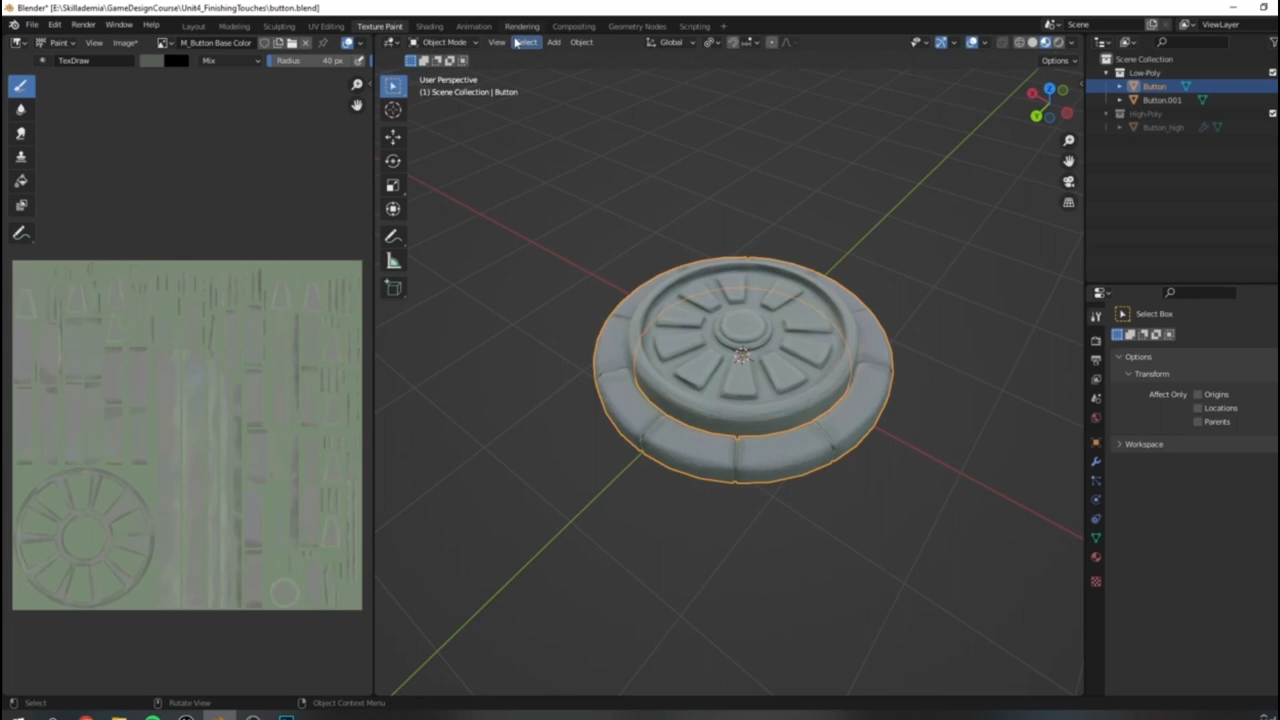 Blender* [E:\Skillademia\GameDesignCourse\Unit4_FinishingTouches\button.blend]
File Edit Render Window Help Layout Modeling Sculpting UV Editing Texture Paint Shading Animation Rendering Compositing Geometry Nodes Scripting Scene ViewLayer
Paint View Image* M_Button Base Color Object Mode View Select Add Object Global
TexDraw Mix Radius 40 px Options
User Perspective
(1) Scene Collection | Button
Scene Collection
Low-Poly
Button
Button.001
High-Poly
Button_high
Select Box
Options
Transform
Affect Only Origins
Locations
Parents
Workspace
Select Rotate View Object Context Menu